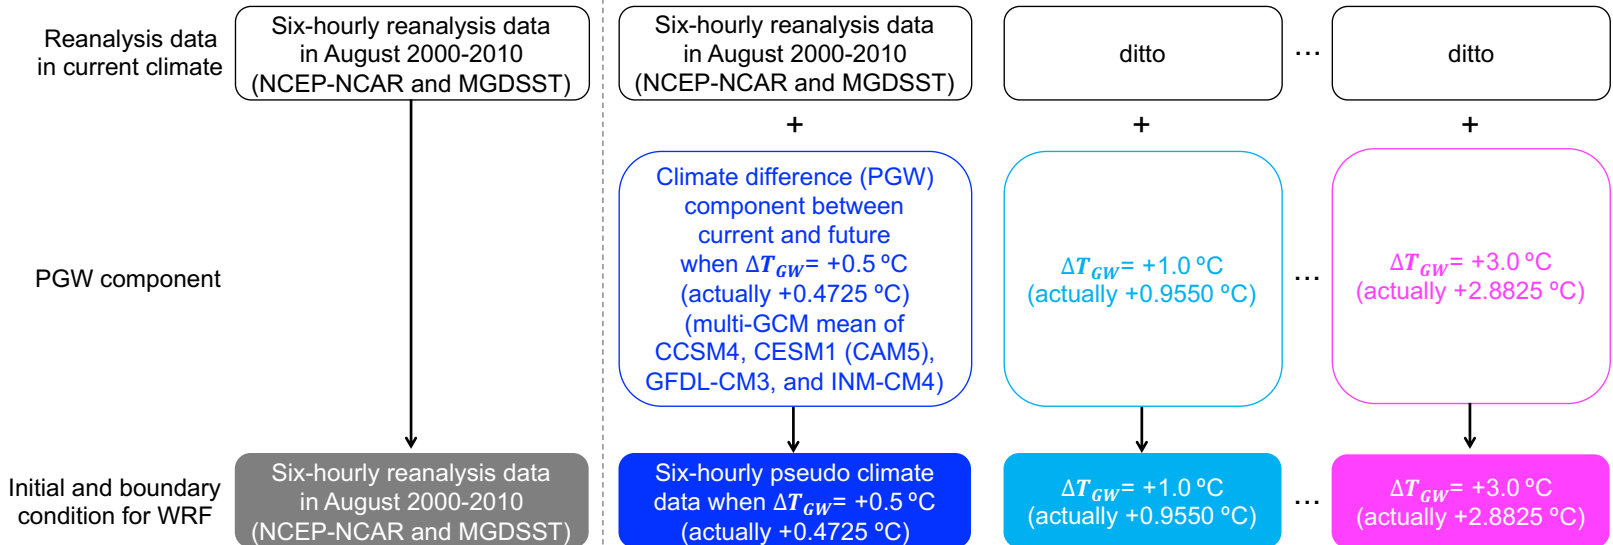 Reanalysis data
in current climate
Six-hourly reanalysis data
in August 2000-2010
(NCEP-NCAR and MGDSST)
Six-hourly reanalysis data
in August 2000-2010
(NCEP-NCAR and MGDSST)
ditto
...
ditto
+
+
+
PGW component
Climate difference (PGW)
component between
current and future
when ΔT_GW = +0.5 ºC
(actually +0.4725 ºC)
(multi-GCM mean of
CCSM4, CESM1 (CAM5),
GFDL-CM3, and INM-CM4)
ΔT_GW = +1.0 ºC
(actually +0.9550 ºC)
...
ΔT_GW = +3.0 ºC
(actually +2.8825 ºC)
Initial and boundary
condition for WRF
Six-hourly reanalysis data
in August 2000-2010
(NCEP-NCAR and MGDSST)
Six-hourly pseudo climate
data when ΔT_GW = +0.5 ºC
(actually +0.4725 ºC)
ΔT_GW = +1.0 ºC
(actually +0.9550 ºC)
...
ΔT_GW = +3.0 ºC
(actually +2.8825 ºC)